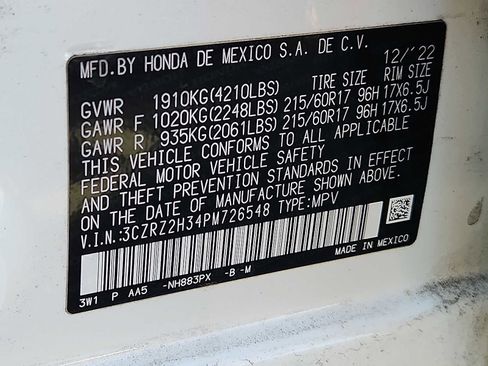 MFD.BY HONDA DE MEXICO S.A. DE C.V.
12/'22
TIRE SIZE RIM SIZE
GVWR 1910KG(4210LBS)
GAWR F 1020KG(2248LBS) 215/60R17 96H 17X6.5J
GAWR R 935KG(2061LBS) 215/60R17 96H 17X6.5J
THIS VEHICLE CONFORMS TO ALL APPLICABLE
FEDERAL MOTOR VEHICLE SAFETY
AND THEFT PREVENTION STANDARDS IN EFFECT
ON THE DATE OF MANUFACTURE SHOWN ABOVE.
V.I.N.:3CZRZ2H34PM726548 TYPE:MPV
3W1 P AA5 -NH883PX -B -M
MADE IN MEXICO